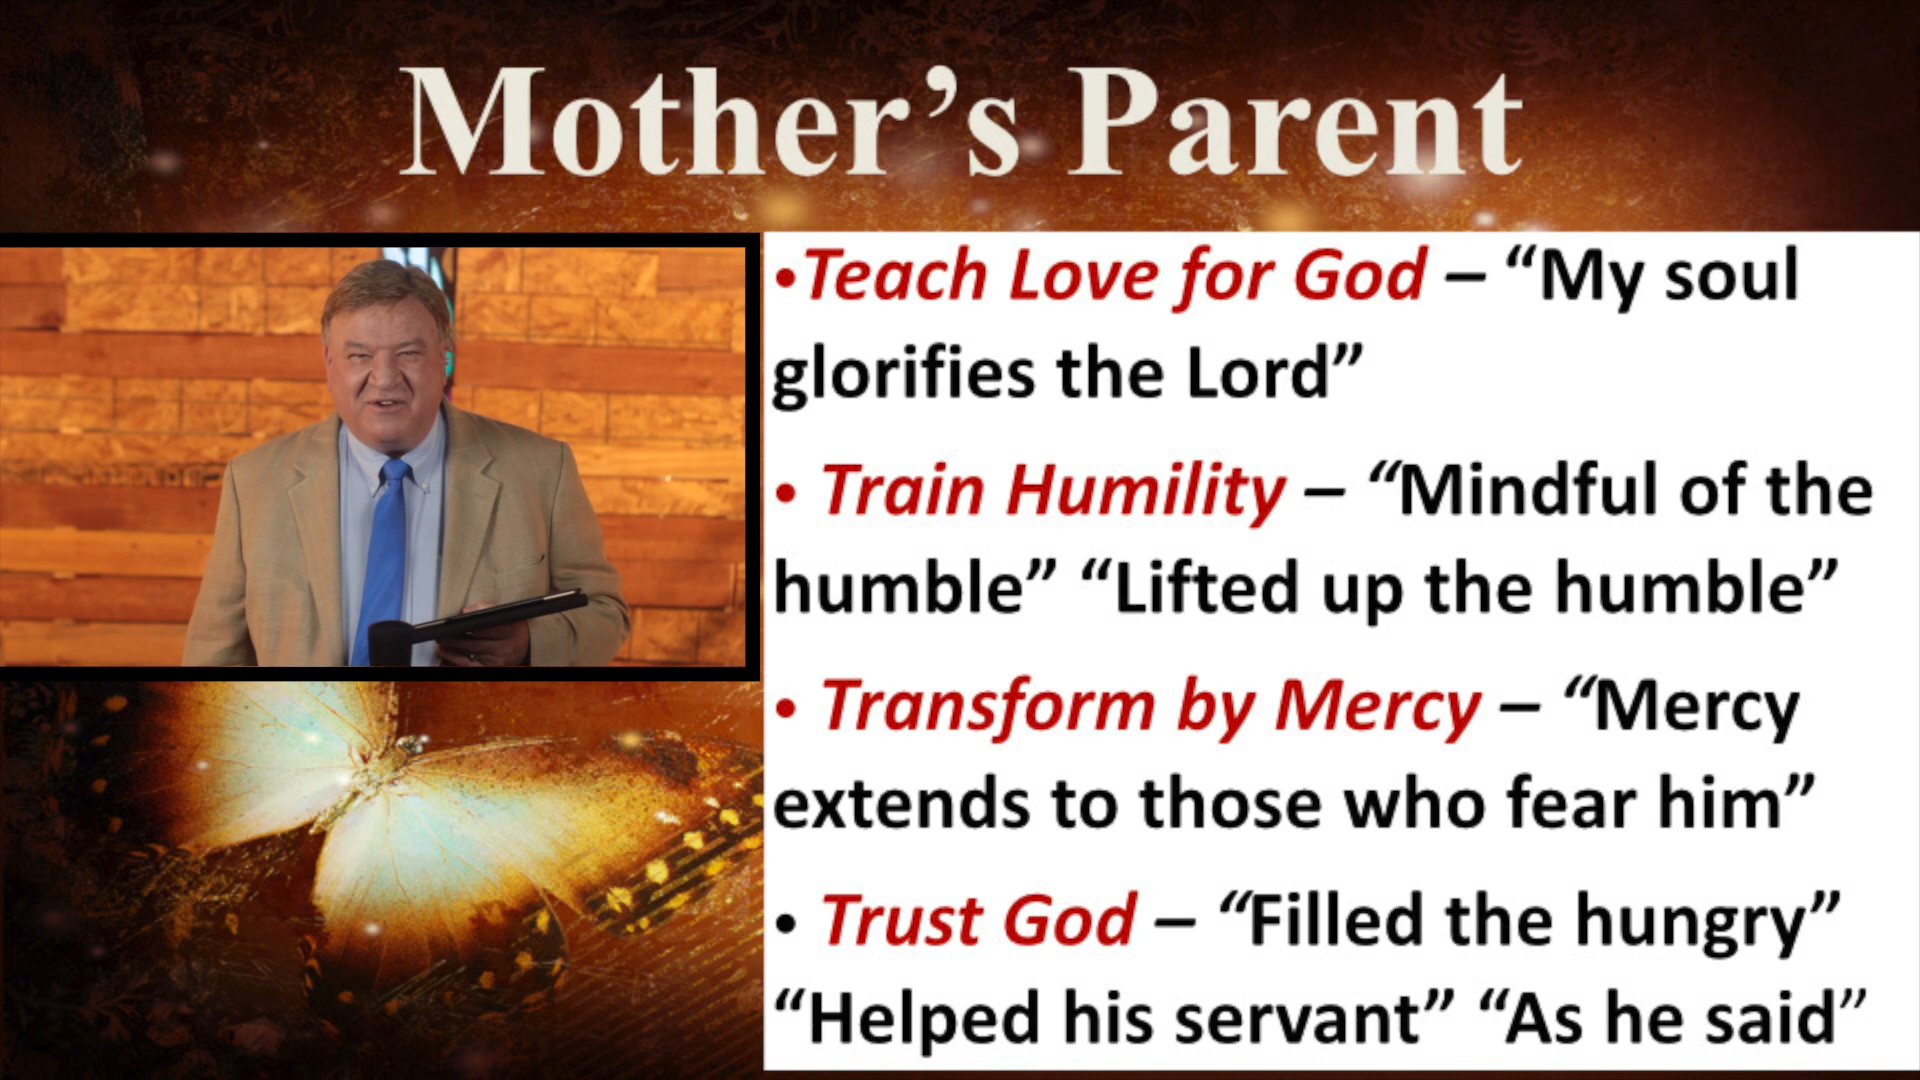 Mother’s Parent
•Teach Love for God – “My soul
glorifies the Lord”
• Train Humility – “Mindful of the
humble” “Lifted up the humble”
• Transform by Mercy – “Mercy
extends to those who fear him”
• Trust God – “Filled the hungry”
“Helped his servant” “As he said”